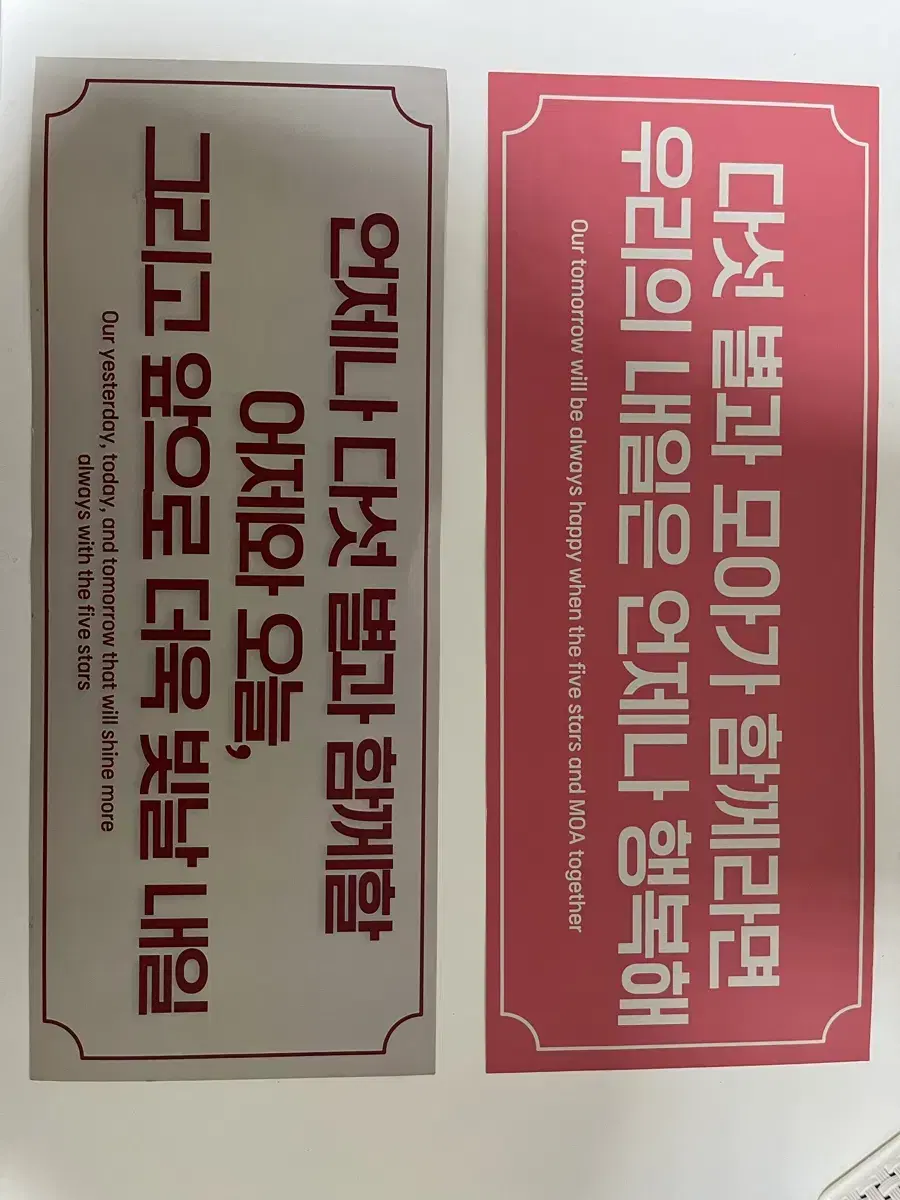 언제나 다섯 별과 함께할
어제와 오늘,
그리고 앞으로 더욱 빛날 내일
Our yesterday, today, and tomorrow that will shine more
always with the five stars
다섯 별과 모아가 함께라면
우리의 내일은 언제나 행복해
Our tomorrow will be always happy when the five stars and MOA together